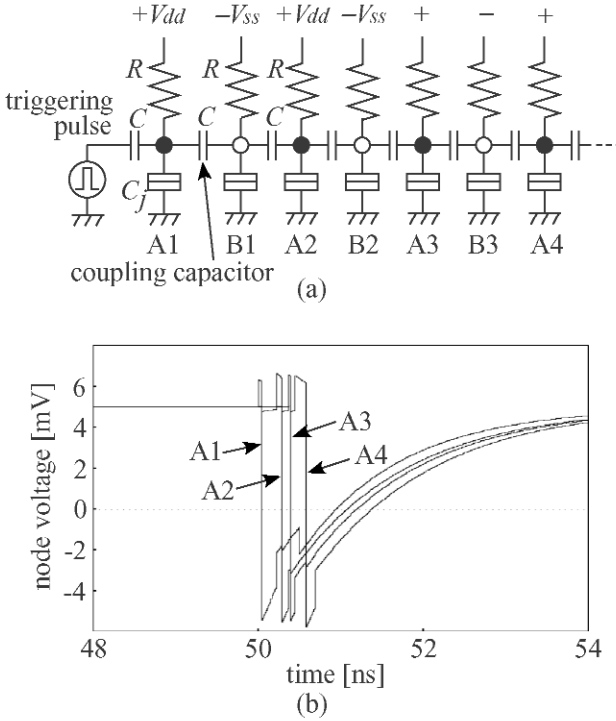 +Vdd −Vss +Vdd −Vss + − +
R R R
triggering
pulse
C C C
Cj
A1 B1 A2 B2 A3 B3 A4
coupling capacitor
(a)
node voltage [mV]
6
4
2
0
-2
-4
A1
A2
A3
A4
48 50 52 54
time [ns]
(b)